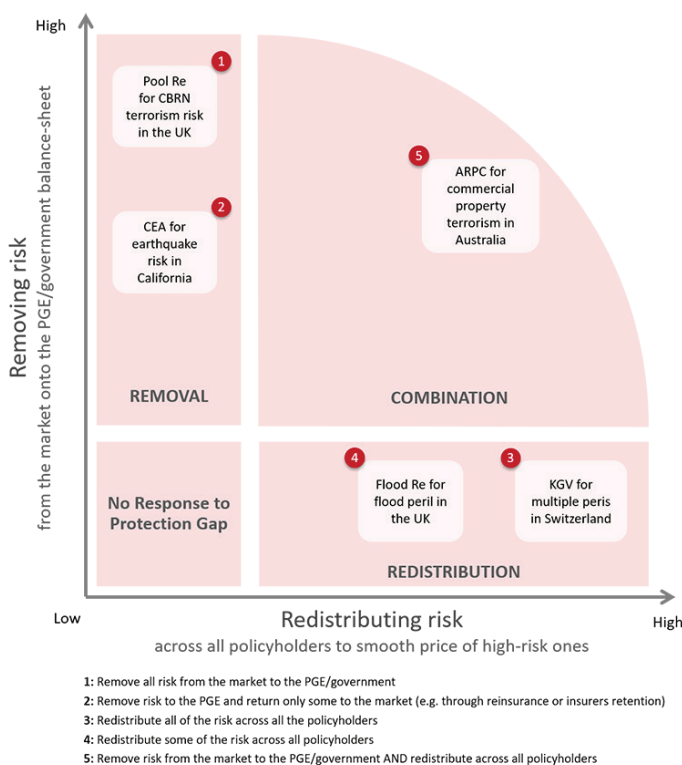 High
1
Pool Re
for CBRN
terrorism risk
in the UK
2
CEA for
earthquake
risk in
California
5
ARPC for
commercial
property
terrorism in
Australia
Removing risk
from the market onto the PGE/government balance-sheet
REMOVAL
COMBINATION
No Response to
Protection Gap
4
Flood Re for
flood peril in
the UK
3
KGV for
multiple peris
in Switzerland
REDISTRIBUTION
Low
Redistributing risk
High
across all policyholders to smooth price of high-risk ones
1: Remove all risk from the market to the PGE/government
2: Remove risk to the PGE and return only some to the market (e.g. through reinsurance or insurers retention)
3: Redistribute all of the risk across all the policyholders
4: Redistribute some of the risk across all policyholders
5: Remove risk from the market to the PGE/government AND redistribute across all policyholders